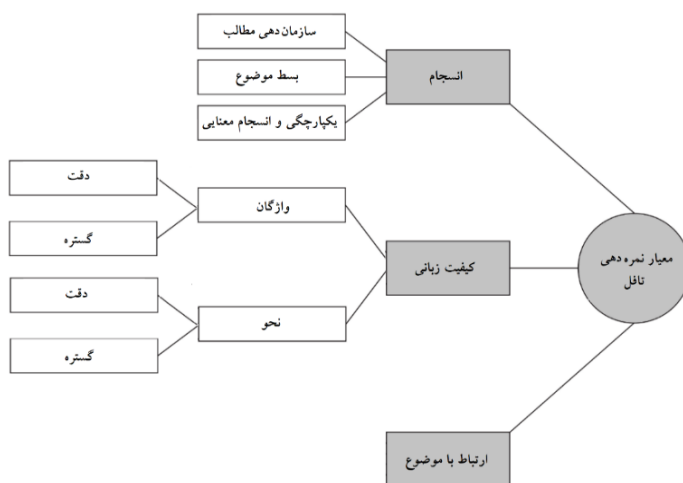 معیار نمره دهی
تافل
انسجام
سازمان‌دهی مطالب
بسط موضوع
یکپارچگی و انسجام معنایی
کیفیت زبانی
واژگان
دقت
گستره
نحو
دقت
گستره
ارتباط با موضوع